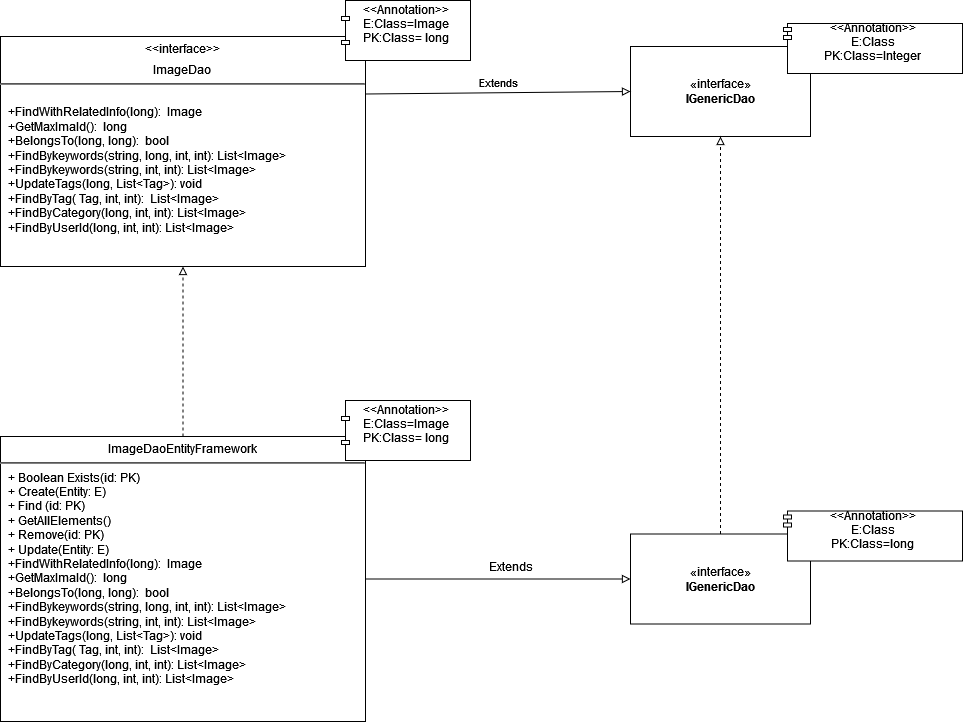 <<Annotation>>
E:Class=Image
PK:Class= long
<<interface>>
ImageDao
+FindWithRelatedInfo(long):  Image
+GetMaxImaId():  long
+BelongsTo(long, long):  bool
+FindBykeywords(string, long, int, int): List<Image>
+FindBykeywords(string, int, int): List<Image>
+UpdateTags(long, List<Tag>): void
+FindByTag( Tag, int, int):  List<Image>
+FindByCategory(long, int, int): List<Image>
+FindByUserId(long, int, int): List<Image>
Extends
<<Annotation>>
E:Class
PK:Class=Integer
«interface»
IGenericDao
<<Annotation>>
E:Class=Image
PK:Class= long
ImageDaoEntityFramework
+ Boolean Exists(id: PK)
+ Create(Entity: E)
+ Find (id: PK)
+ GetAllElements()
+ Remove(id: PK)
+ Update(Entity: E)
+FindWithRelatedInfo(long):  Image
+GetMaxImaId():  long
+BelongsTo(long, long):  bool
+FindBykeywords(string, long, int, int): List<Image>
+FindBykeywords(string, int, int): List<Image>
+UpdateTags(long, List<Tag>): void
+FindByTag( Tag, int, int):  List<Image>
+FindByCategory(long, int, int): List<Image>
+FindByUserId(long, int, int): List<Image>
Extends
<<Annotation>>
E:Class
PK:Class=long
«interface»
IGenericDao